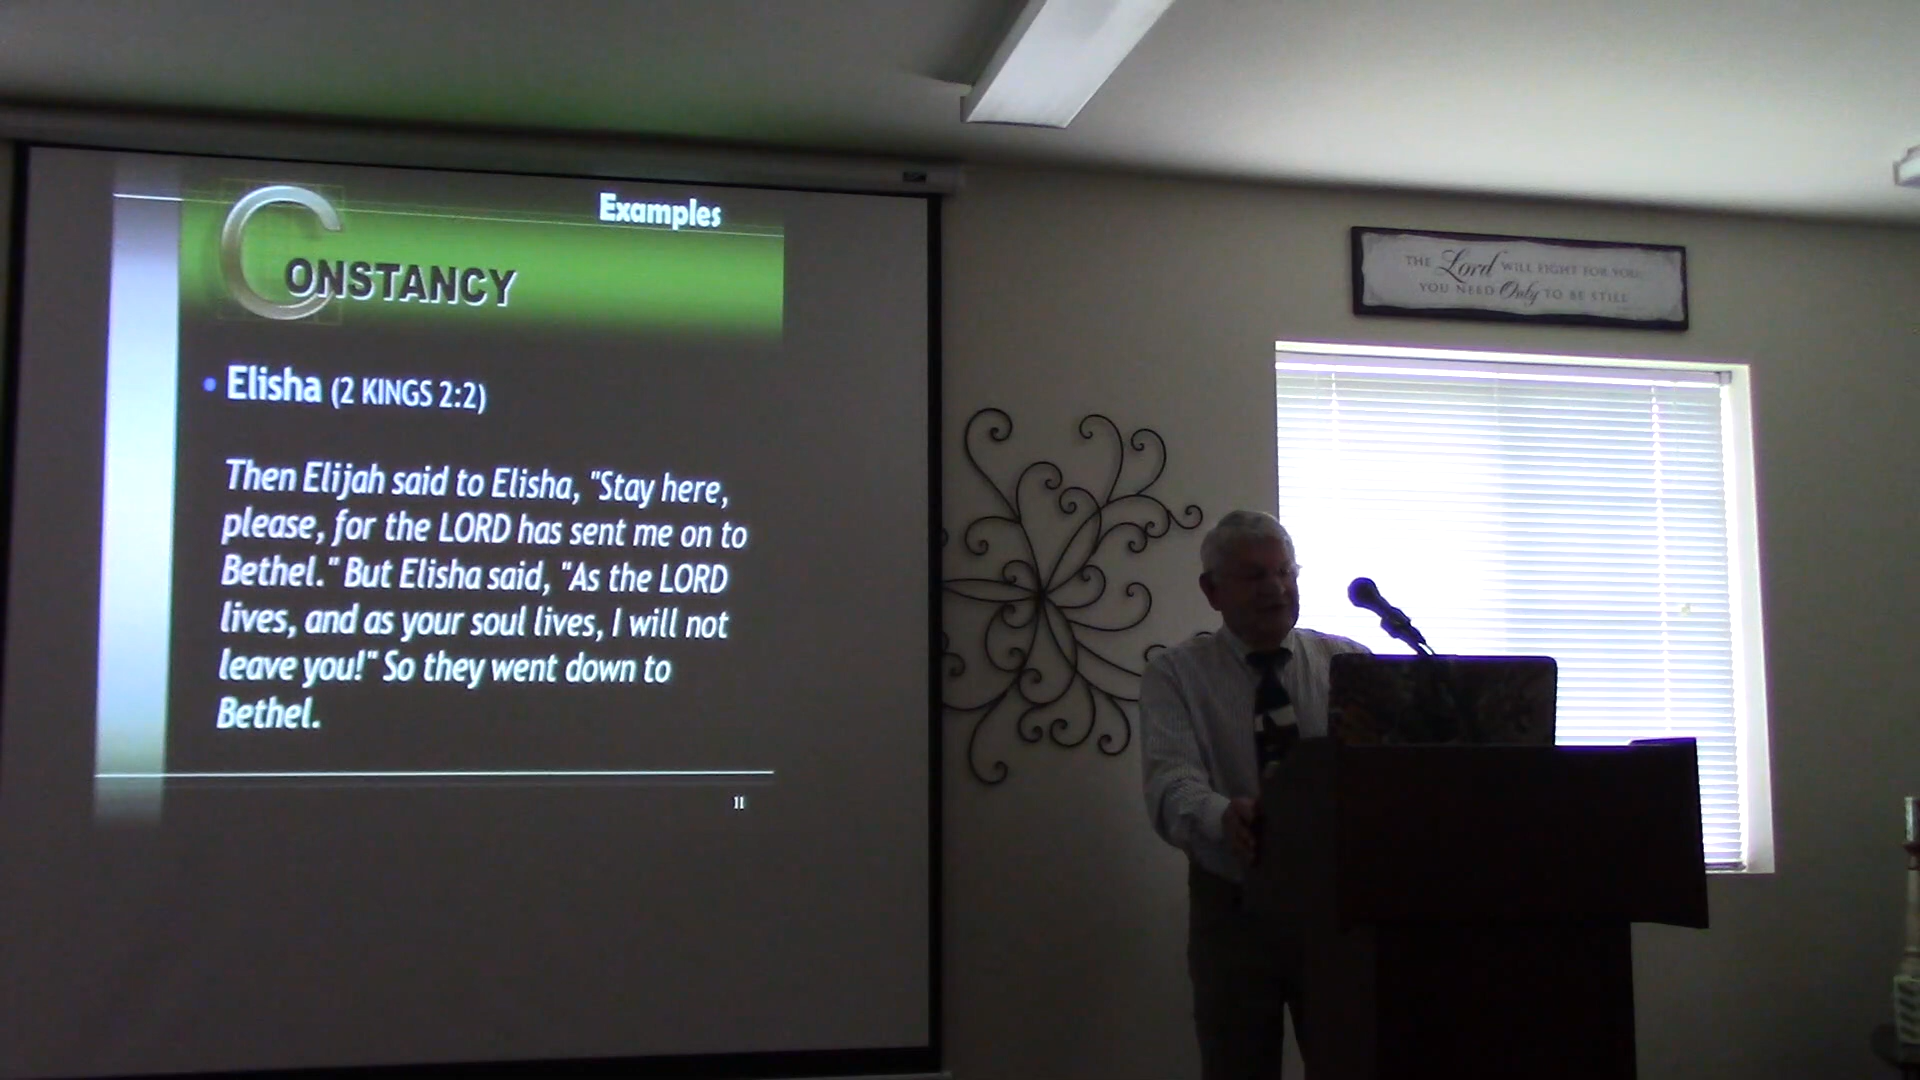 Examples
CONSTANCY
• Elisha (2 KINGS 2:2)
Then Elijah said to Elisha, "Stay here,
please, for the LORD has sent me on to
Bethel." But Elisha said, "As the LORD
lives, and as your soul lives, I will not
leave you!" So they went down to
Bethel.
11
THE Lord WILL FIGHT FOR YOU
YOU NEED Only TO BE STILL